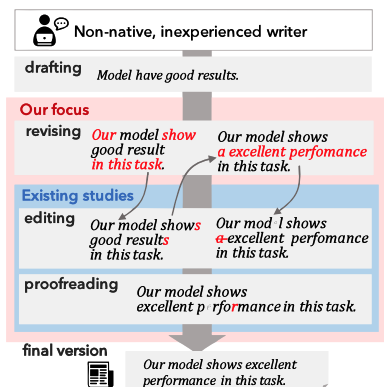 Non-native, inexperienced writer
drafting
Model have good results.
Our focus
revising
Our model show
good result
in this task.
Our model shows
a excellent perfomance
in this task.
Existing studies
editing
Our model shows
good results
in this task.
Our mod l shows
a excellent perfomance
in this task.
proofreading
Our model shows
excellent p rformance in this task.
final version
Our model shows excellent
performance in this task.